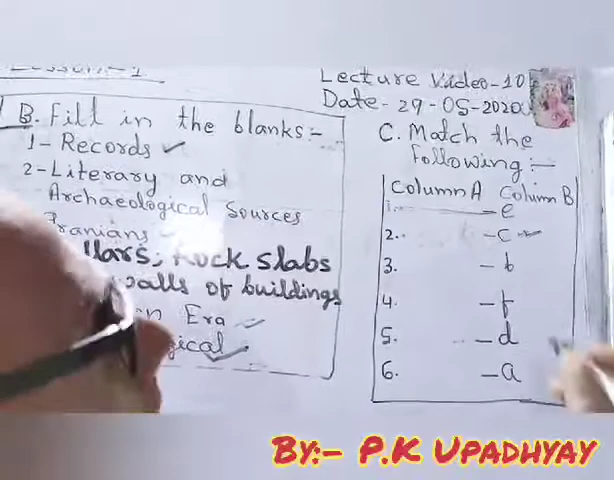 Lesson-1
Lecture Video-10
Date- 29-05-2020
B. Fill in the blanks:-
1- Records
2- Literary and
Archaeological Sources
Iranians
Rock slabs
walls of buildings
Era
C. Match the
following:-
Column A Column B
1. - e
2. - c
3. - b
4. - f
5. - d
6. - a
BY:- P.K UPADHYAY